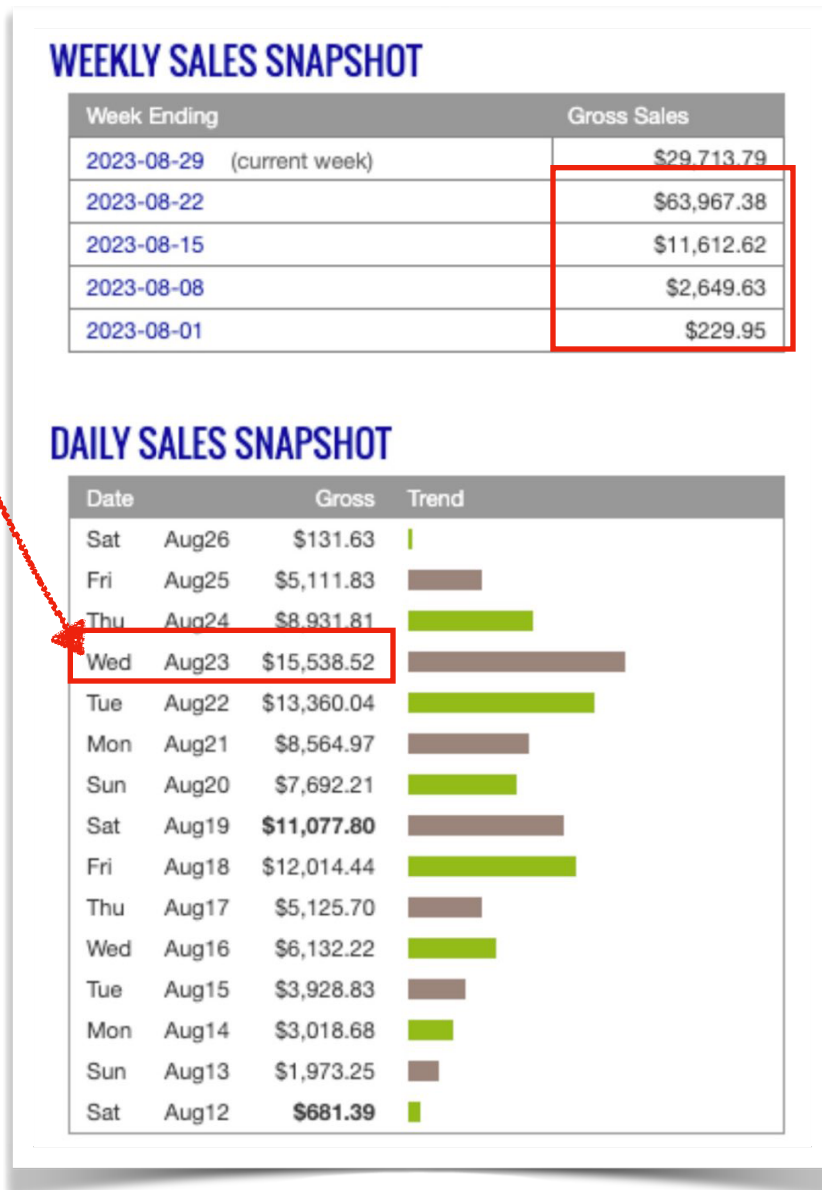 WEEKLY SALES SNAPSHOT
Week Ending Gross Sales
2023-08-29 (current week) $29,713.79
2023-08-22 $63,967.38
2023-08-15 $11,612.62
2023-08-08 $2,649.63
2023-08-01 $229.95
DAILY SALES SNAPSHOT
Date Gross Trend
Sat Aug26 $131.63
Fri Aug25 $5,111.83
Thu Aug24 $8,931.81
Wed Aug23 $15,538.52
Tue Aug22 $13,360.04
Mon Aug21 $8,564.97
Sun Aug20 $7,692.21
Sat Aug19 $11,077.80
Fri Aug18 $12,014.44
Thu Aug17 $5,125.70
Wed Aug16 $6,132.22
Tue Aug15 $3,928.83
Mon Aug14 $3,018.68
Sun Aug13 $1,973.25
Sat Aug12 $681.39